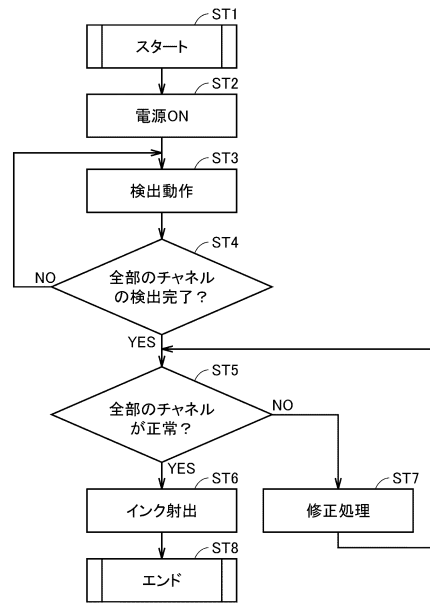 ST1
スタート
ST2
電源ON
ST3
検出動作
ST4
全部のチャネル
の検出完了？
NO
YES
ST5
全部のチャネル
が正常？
NO
YES
ST6
インク射出
ST7
修正処理
ST8
エンド